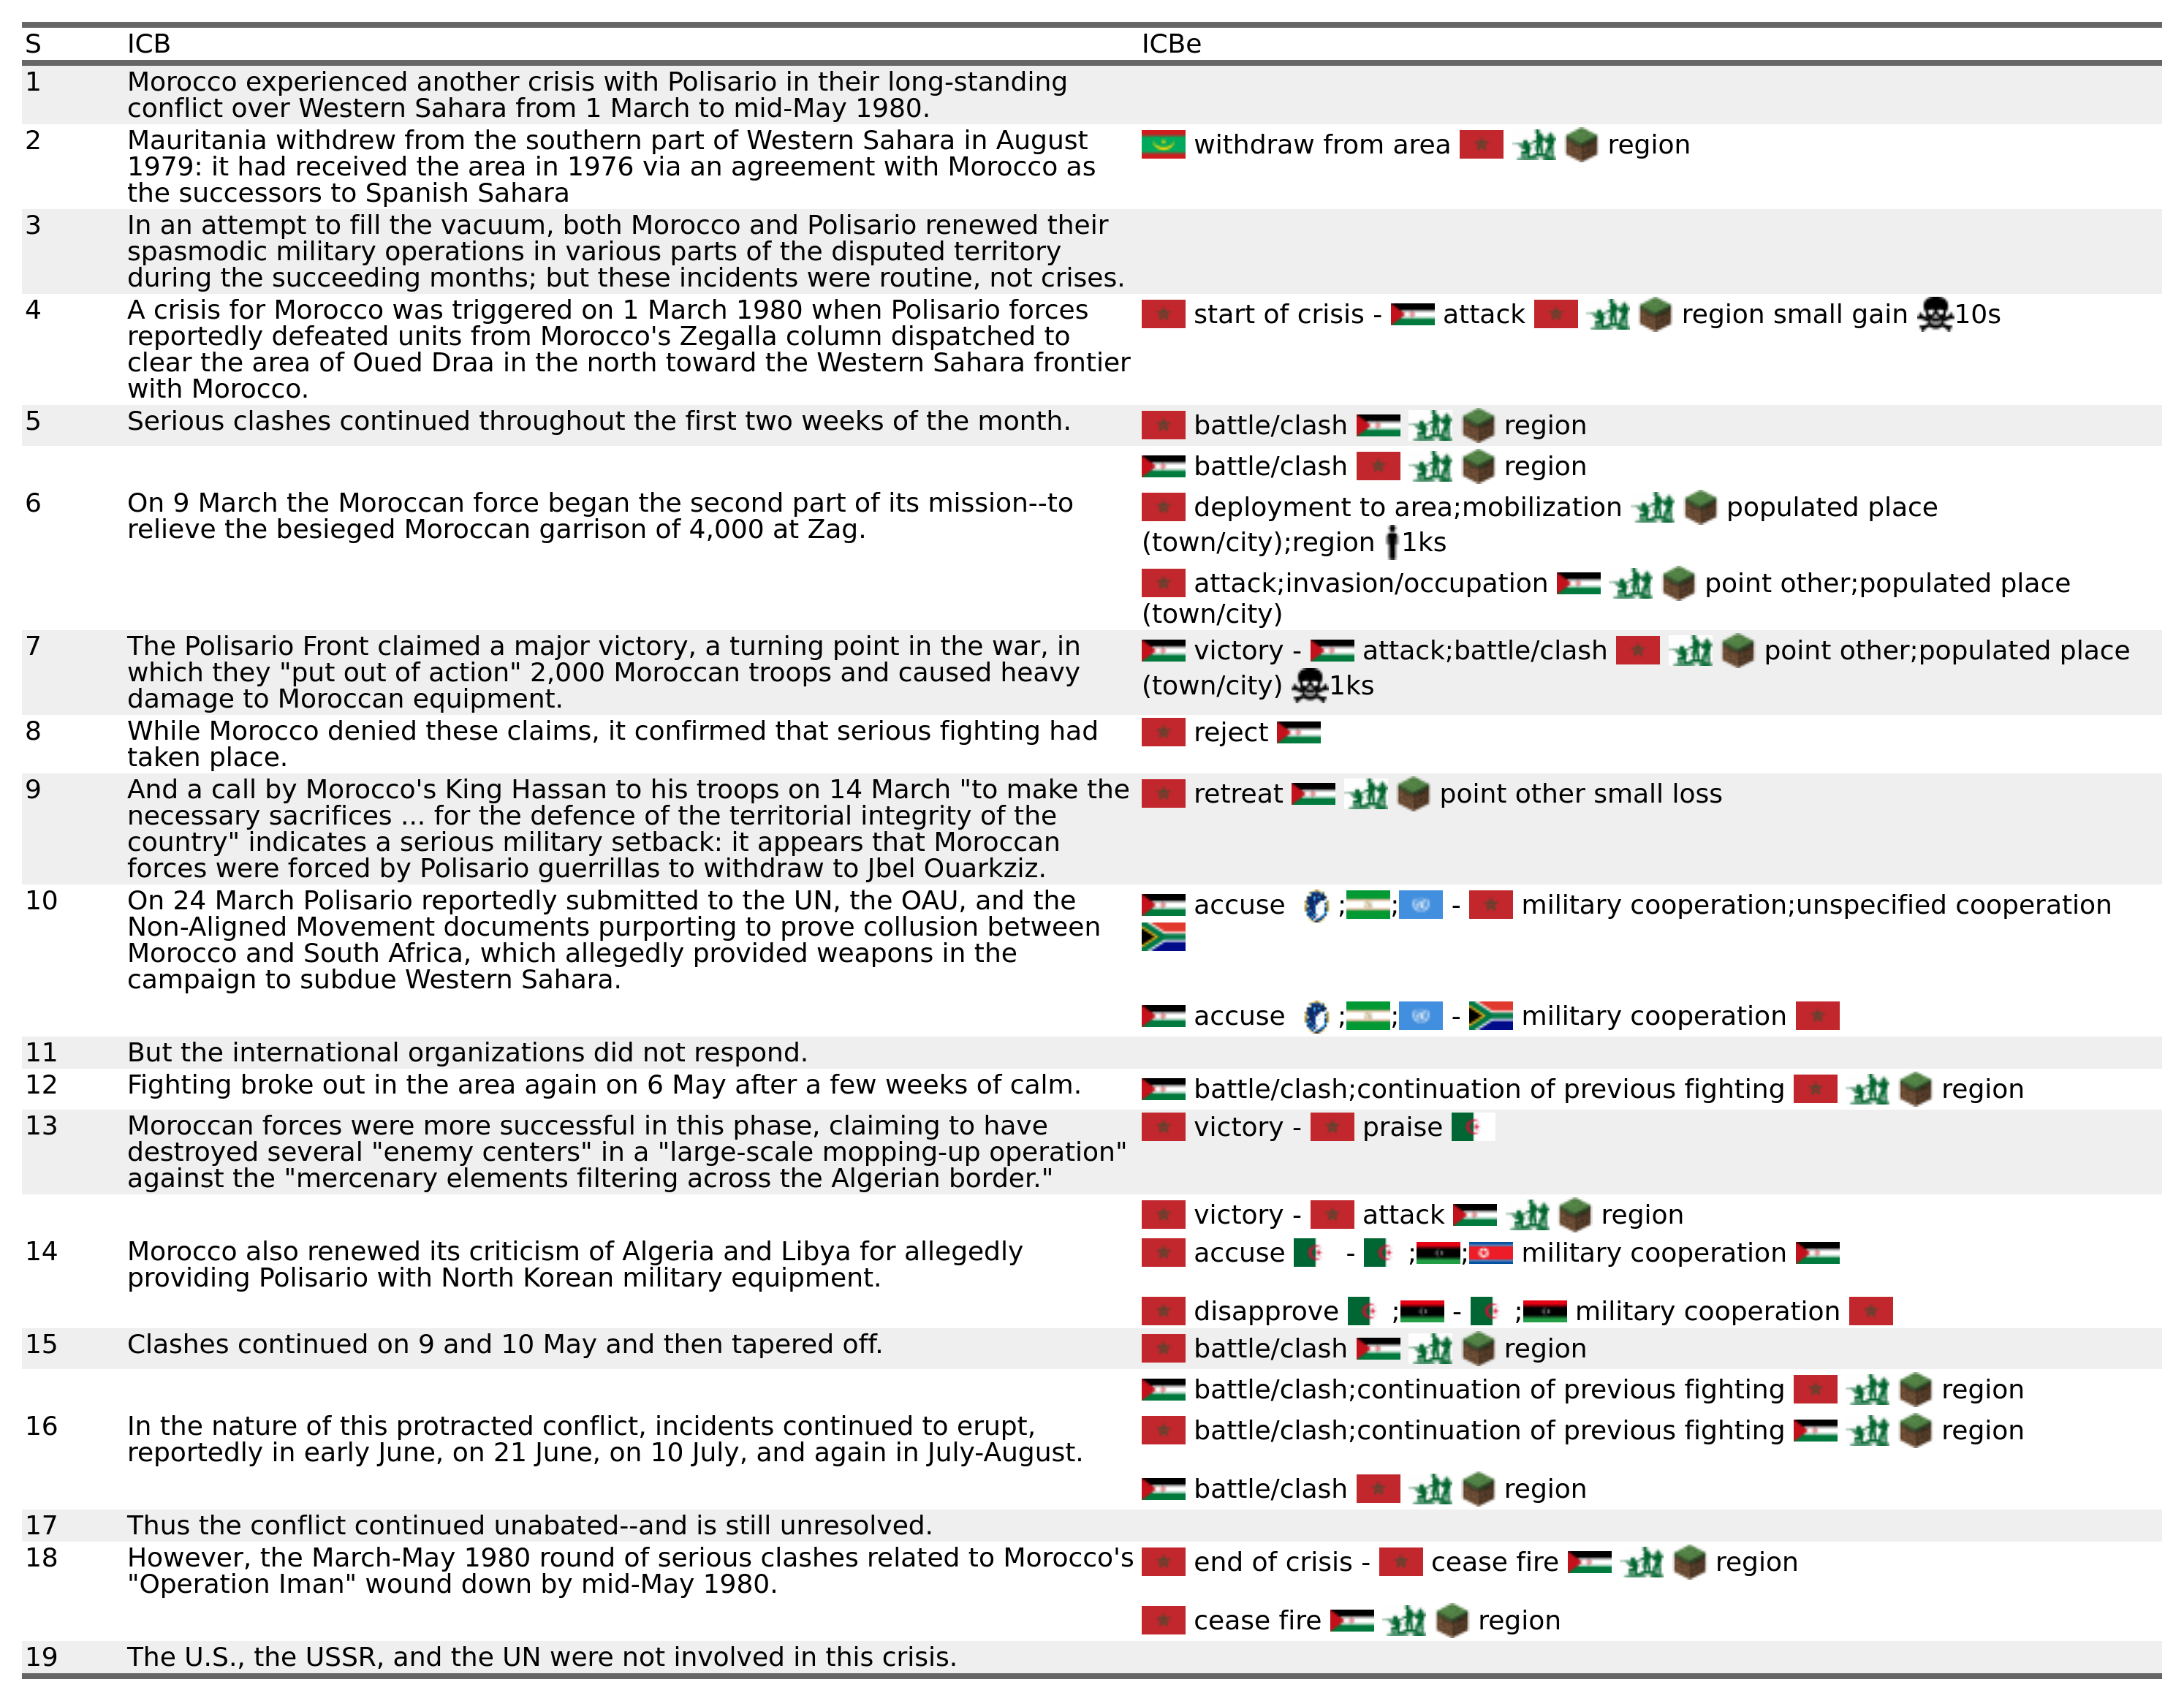 S ICB ICBe
1 Morocco experienced another crisis with Polisario in their long-standing
conflict over Western Sahara from 1 March to mid-May 1980.
2 Mauritania withdrew from the southern part of Western Sahara in August
1979: it had received the area in 1976 via an agreement with Morocco as
the successors to Spanish Sahara
withdraw from area region
3 In an attempt to fill the vacuum, both Morocco and Polisario renewed their
spasmodic military operations in various parts of the disputed territory
during the succeeding months; but these incidents were routine, not crises.
4 A crisis for Morocco was triggered on 1 March 1980 when Polisario forces
reportedly defeated units from Morocco's Zegalla column dispatched to
clear the area of Oued Draa in the north toward the Western Sahara frontier
with Morocco.
start of crisis - attack region small gain 10s
5 Serious clashes continued throughout the first two weeks of the month.
battle/clash region
battle/clash region
6 On 9 March the Moroccan force began the second part of its mission--to
relieve the besieged Moroccan garrison of 4,000 at Zag.
deployment to area;mobilization populated place
(town/city);region 1ks
attack;invasion/occupation point other;populated place
(town/city)
7 The Polisario Front claimed a major victory, a turning point in the war, in
which they "put out of action" 2,000 Moroccan troops and caused heavy
damage to Moroccan equipment.
victory - attack;battle/clash point other;populated place
(town/city) 1ks
8 While Morocco denied these claims, it confirmed that serious fighting had
taken place.
reject
9 And a call by Morocco's King Hassan to his troops on 14 March "to make the
necessary sacrifices ... for the defence of the territorial integrity of the
country" indicates a serious military setback: it appears that Moroccan
forces were forced by Polisario guerrillas to withdraw to Jbel Ouarkziz.
retreat point other small loss
10 On 24 March Polisario reportedly submitted to the UN, the OAU, and the
Non-Aligned Movement documents purporting to prove collusion between
Morocco and South Africa, which allegedly provided weapons in the
campaign to subdue Western Sahara.
accuse ; ; - military cooperation;unspecified cooperation
accuse ; ; - military cooperation
11 But the international organizations did not respond.
12 Fighting broke out in the area again on 6 May after a few weeks of calm.
battle/clash;continuation of previous fighting region
13 Moroccan forces were more successful in this phase, claiming to have
destroyed several "enemy centers" in a "large-scale mopping-up operation"
against the "mercenary elements filtering across the Algerian border."
victory - praise
victory - attack region
14 Morocco also renewed its criticism of Algeria and Libya for allegedly
providing Polisario with North Korean military equipment.
accuse - ; ; military cooperation
disapprove ; - ; military cooperation
15 Clashes continued on 9 and 10 May and then tapered off.
battle/clash region
battle/clash;continuation of previous fighting region
16 In the nature of this protracted conflict, incidents continued to erupt,
reportedly in early June, on 21 June, on 10 July, and again in July-August.
battle/clash;continuation of previous fighting region
battle/clash region
17 Thus the conflict continued unabated--and is still unresolved.
18 However, the March-May 1980 round of serious clashes related to Morocco's
"Operation Iman" wound down by mid-May 1980.
end of crisis - cease fire region
cease fire region
19 The U.S., the USSR, and the UN were not involved in this crisis.